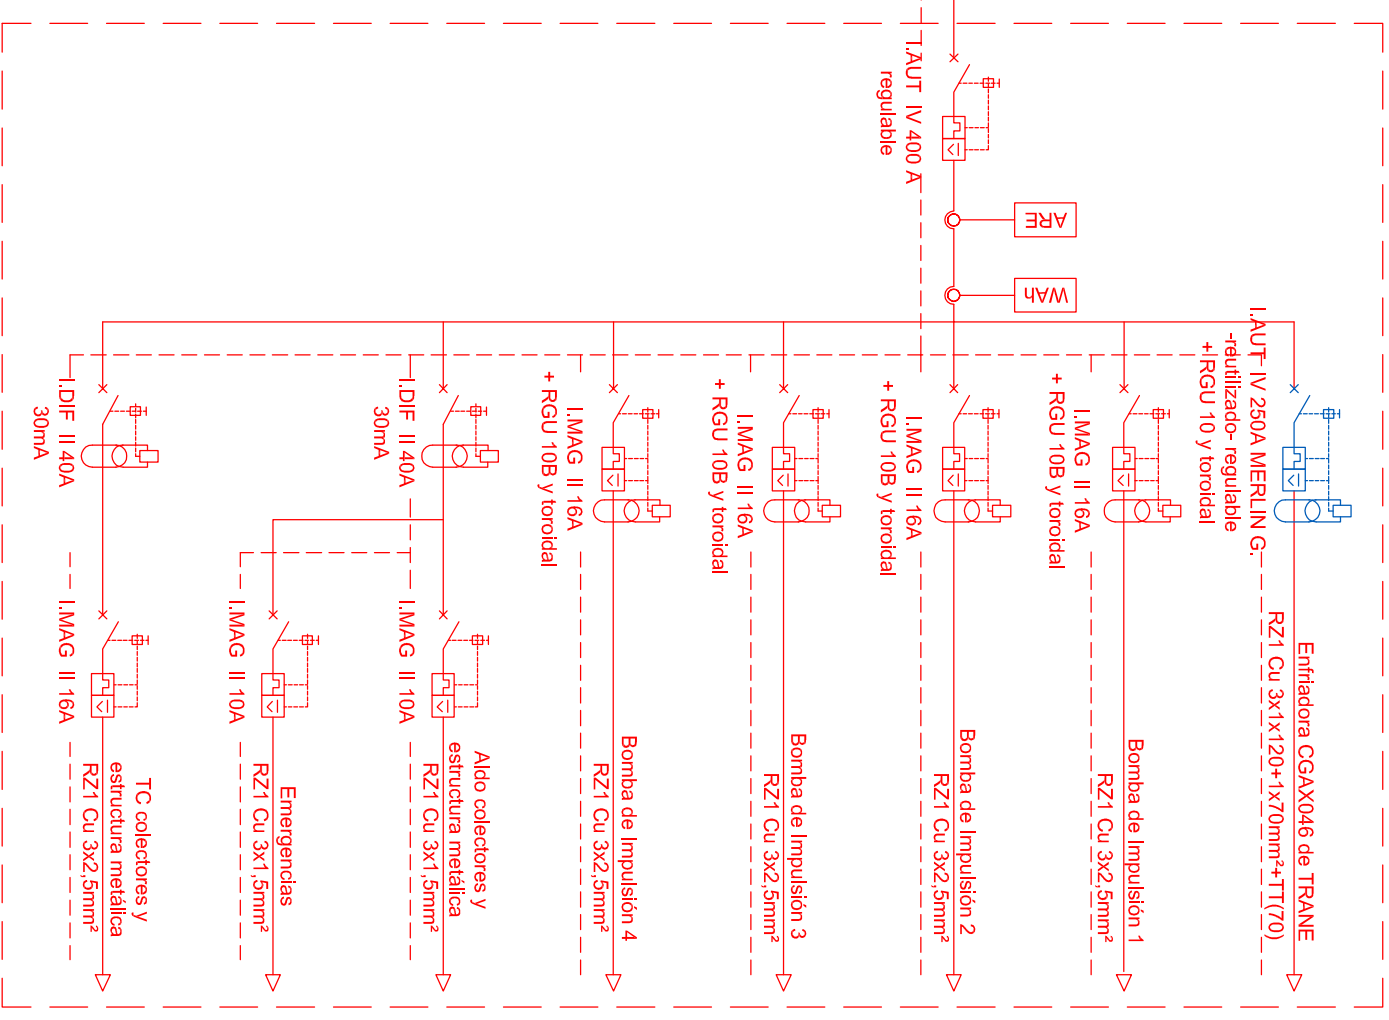 I.AUT IV 400 A
regulable
ARE
WAh
I.AUT IV 250A MERLIN G.
-reutilizado- regulable
+ RGU 10 y toroidal
Enfriadora CGAX046 de TRANE
RZ1 Cu 3x1x120+1x70mm²+TT(70)
I.MAG II 16A
+ RGU 10B y toroidal
Bomba de Impulsión 1
RZ1 Cu 3x2,5mm²
I.MAG II 16A
+ RGU 10B y toroidal
Bomba de Impulsión 2
RZ1 Cu 3x2,5mm²
I.MAG II 16A
+ RGU 10B y toroidal
Bomba de Impulsión 3
RZ1 Cu 3x2,5mm²
I.MAG II 16A
+ RGU 10B y toroidal
Bomba de Impulsión 4
RZ1 Cu 3x2,5mm²
I.DIF II 40A
30mA
I.MAG II 10A
Aldo colectores y
estructura metálica
RZ1 Cu 3x1,5mm²
I.MAG II 10A
Emergencias
RZ1 Cu 3x1,5mm²
I.DIF II 40A
30mA
I.MAG II 16A
TC colectores y
estructura metálica
RZ1 Cu 3x2,5mm²